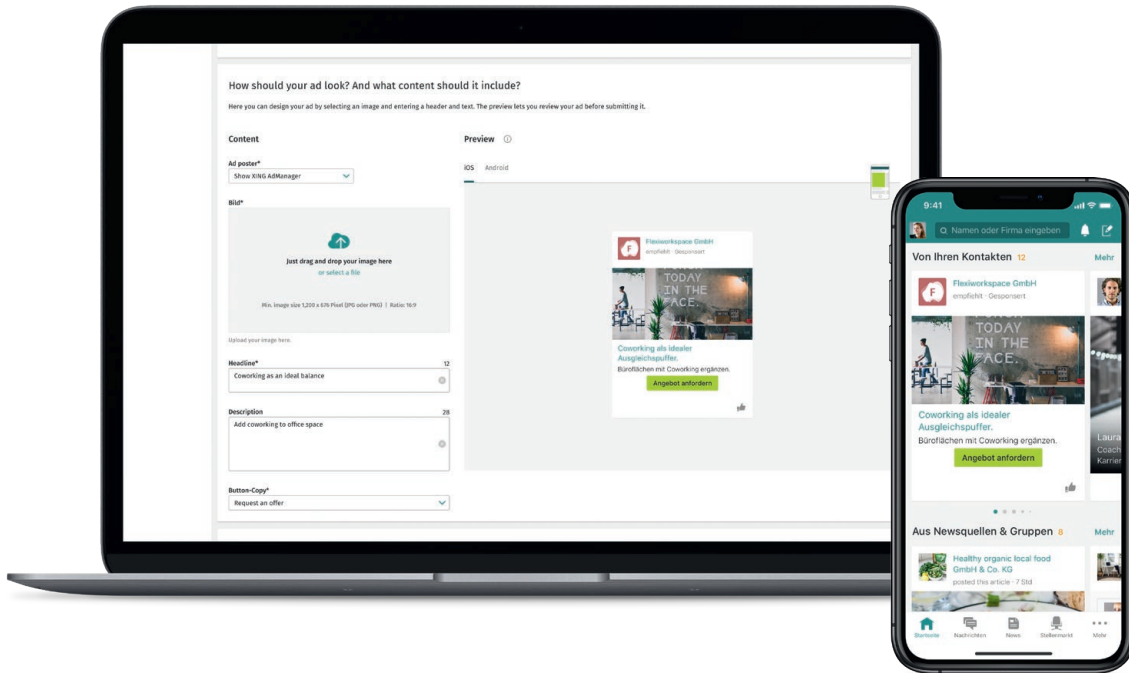 How should your ad look? And what content should it include?
Here you can design your ad by selecting an image and entering a header and text. The preview lets you review your ad before submitting it.
Content
Ad poster*
Show XING AdManager
Bild*
Just drag and drop your image here
or select a file
Min. image size 1,200 x 676 Pixel (JPG oder PNG) | Ratio: 16:9
Upload your image here.
Headline*
12
Coworking as an ideal balance
Description
28
Add coworking to office space
Button-Copy*
Request an offer
Preview
iOS
Android
F
Flexiworkspace GmbH
empfiehlt · Gesponsert
TODAY
IN THE
FACE.
Coworking als idealer
Ausgleichspuffer.
Büroflächen mit Coworking ergänzen.
Angebot anfordern
9:41
Namen oder Firma eingeben
Von Ihren Kontakten 12
Mehr
F
Flexiworkspace GmbH
empfiehlt · Gesponsert
TODAY
IN THE
FACE.
Coworking als idealer
Ausgleichspuffer.
Büroflächen mit Coworking ergänzen.
Angebot anfordern
Laura
Coach
Karrier
Aus Newsquellen & Gruppen 8
Mehr
Healthy organic local food
GmbH & Co. KG
posted this article · 7 Std
Startseite
Nachrichten
News
Stellenmarkt
Mehr